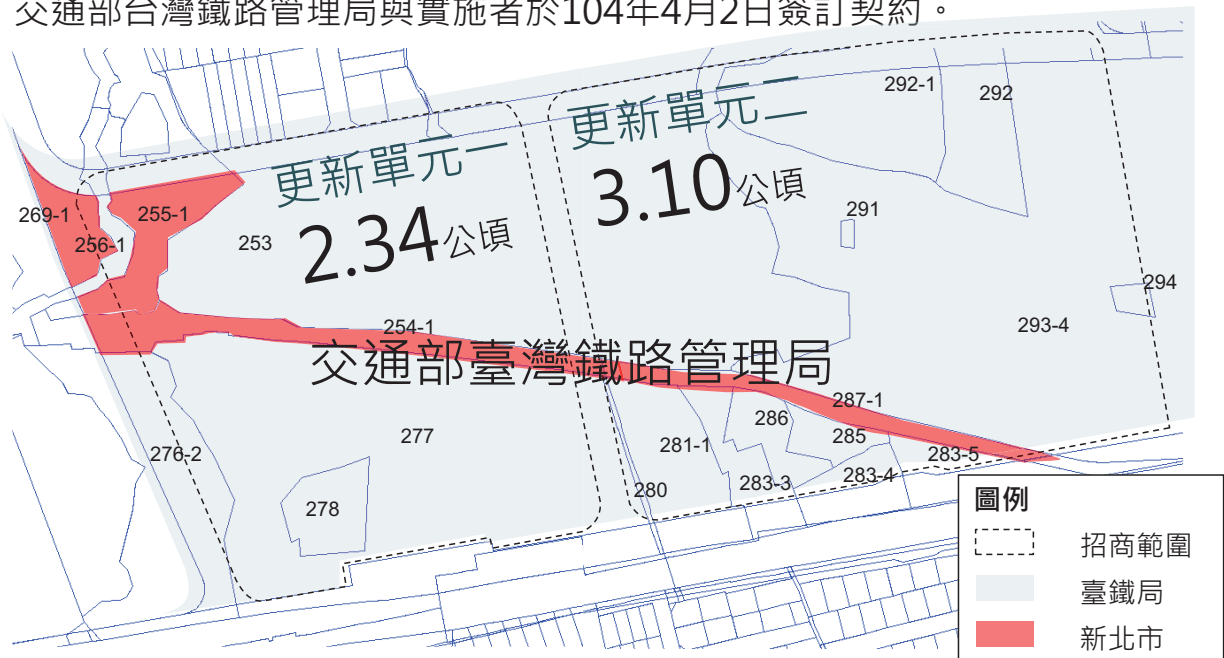 交通部台灣鐵路管理局與實施者於104年4月2日簽訂契約。
292-1
292
更新單元二
3.10公頃
更新單元一
2.34公頃
269-1
255-1
256-1
253
291
294
293-4
254-1
交通部臺灣鐵路管理局
287-1
286
285
277
281-1
276-2
283-5
283-4
283-3
280
278
圖例
招商範圍
臺鐵局
新北市